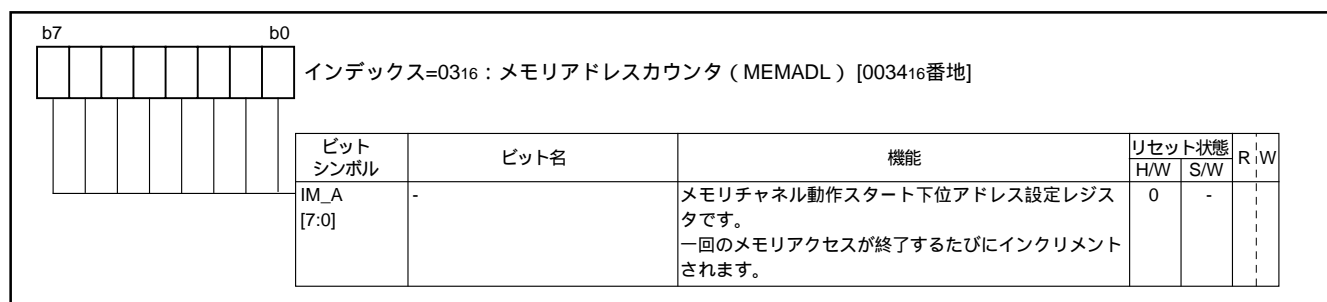 b7 b0
インデックス=0316：メモリアドレスカウンタ（MEMADL）[003416番地]
ビット
シンボル
ビット名
機能
リセット状態
H/W S/W
R W
IM_A
[7:0]
-
メモリチャネル動作スタート下位アドレス設定レジス
タです。
一回のメモリアクセスが終了するたびにインクリメント
されます。
0 -